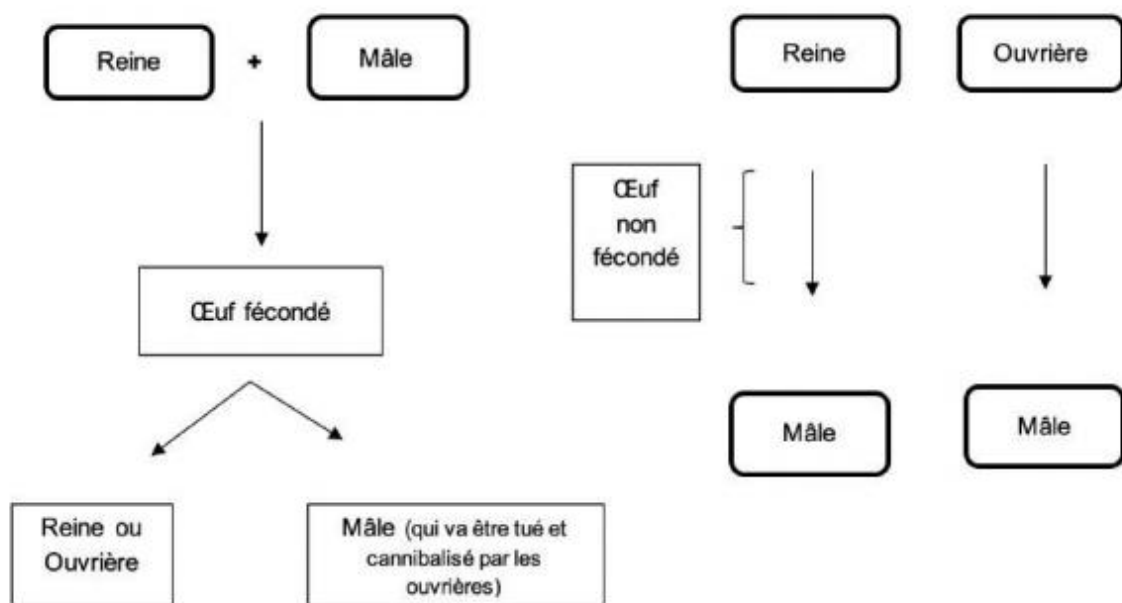 Reine
+
Mâle
Œuf fécondé
Reine ou
Ouvrière
Mâle (qui va être tué et
cannibalisé par les
ouvrières)
Reine
Ouvrière
Œuf
non
fécondé
Mâle
Mâle